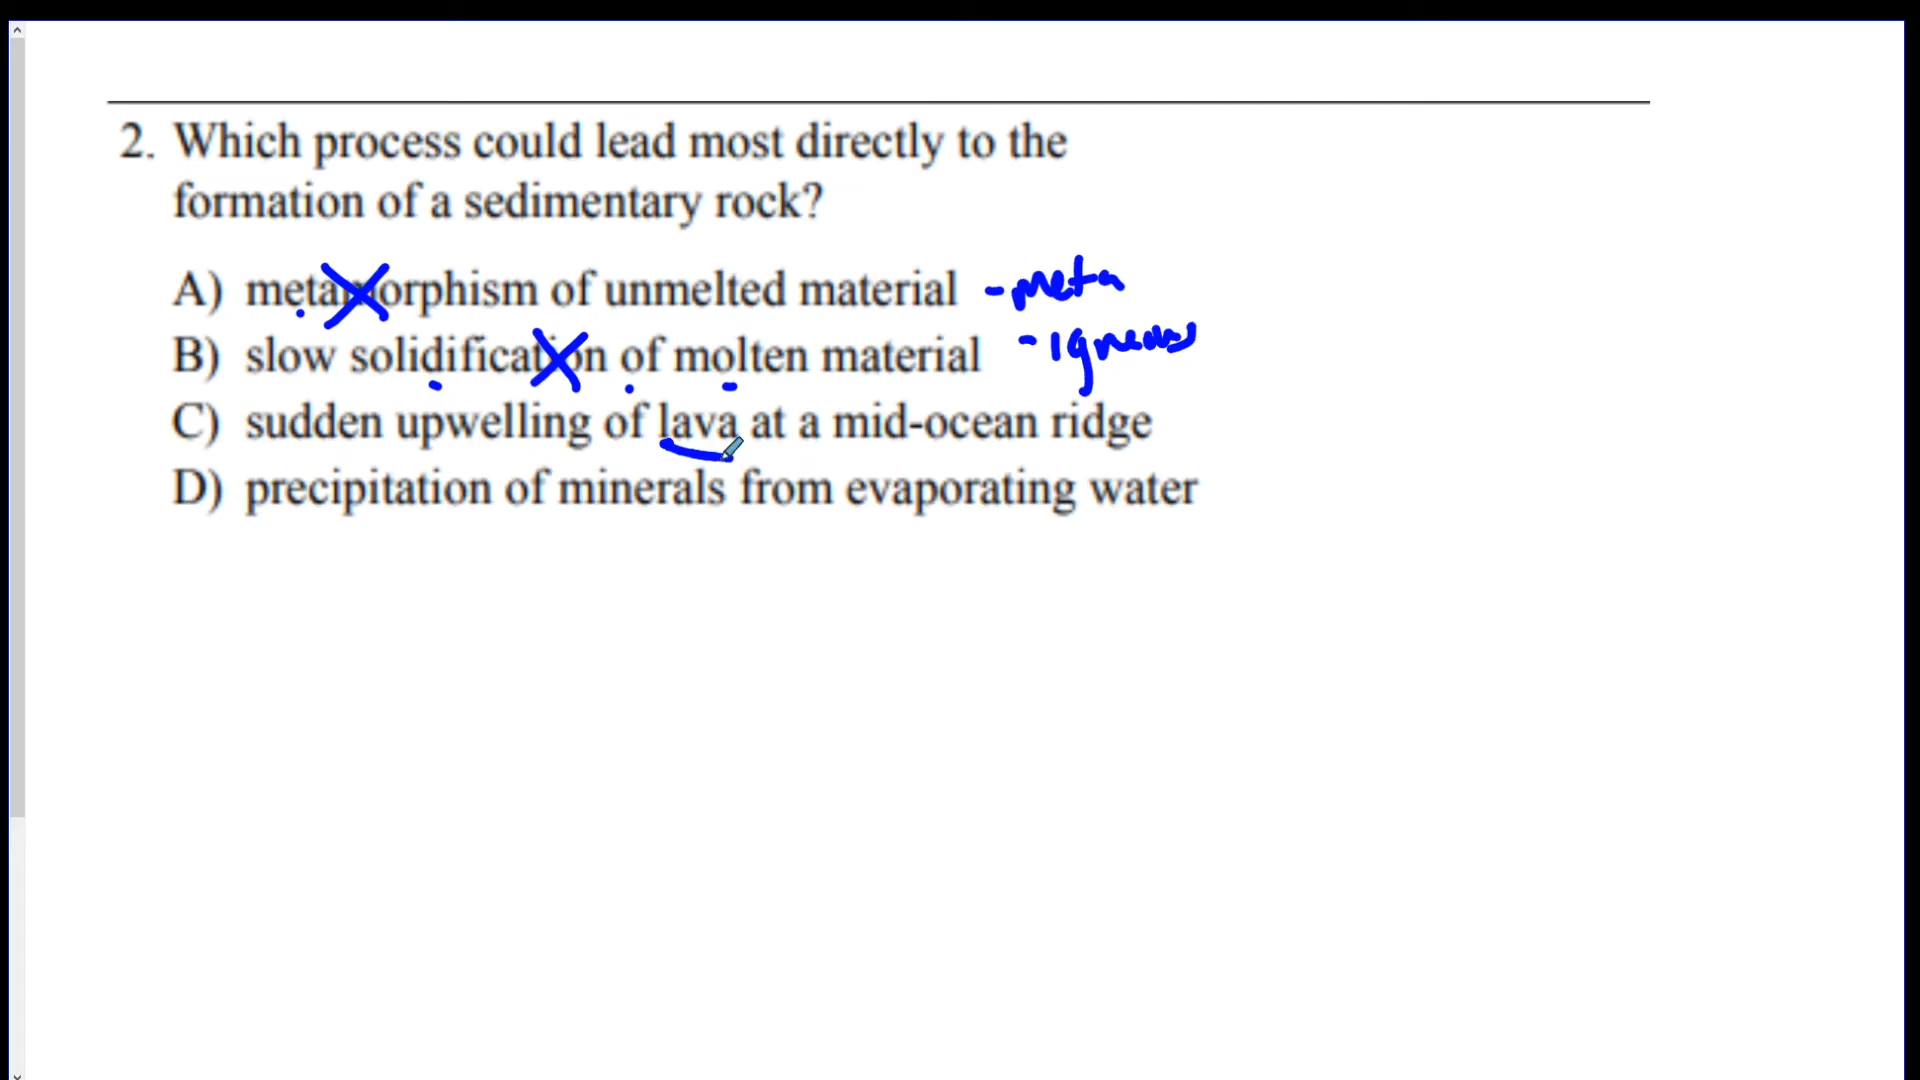 2. Which process could lead most directly to the
formation of a sedimentary rock?
A) metamorphism of unmelted material - meta
B) slow solidification of molten material - igneous
C) sudden upwelling of lava at a mid-ocean ridge
D) precipitation of minerals from evaporating water